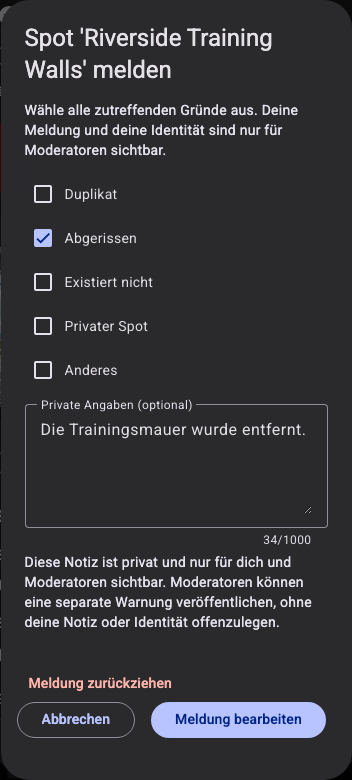 Spot 'Riverside Training
Walls' melden
Wähle alle zutreffenden Gründe aus. Deine
Meldung und deine Identität sind nur für
Moderatoren sichtbar.
Duplikat
Abgerissen
Existiert nicht
Privater Spot
Anderes
Private Angaben (optional)
Die Trainingsmauer wurde entfernt.
34/1000
Diese Notiz ist privat und nur für dich und
Moderatoren sichtbar. Moderatoren können
eine separate Warnung veröffentlichen, ohne
deine Notiz oder Identität offenzulegen.
Meldung zurückziehen
Abbrechen
Meldung bearbeiten